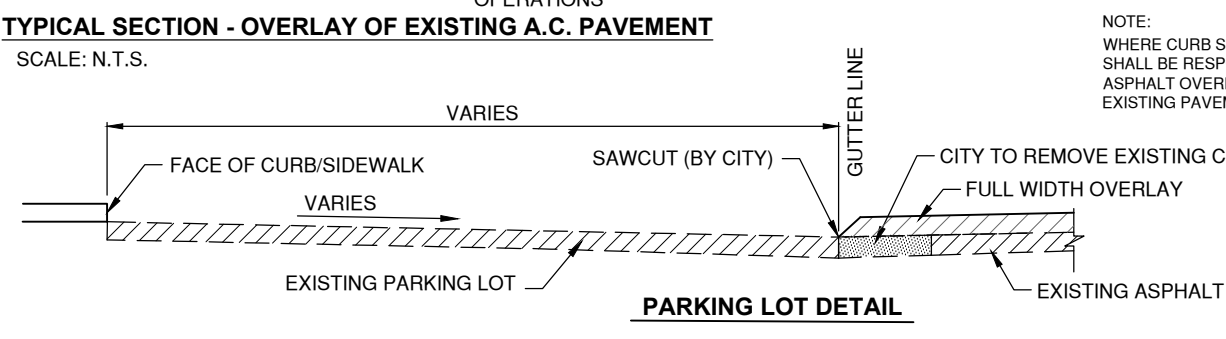 OPERATIONS
TYPICAL SECTION - OVERLAY OF EXISTING A.C. PAVEMENT
SCALE: N.T.S.
NOTE:
WHERE CURB S
SHALL BE RESP
ASPHALT OVER
EXISTING PAVEM
VARIES
GUTTER LINE
FACE OF CURB/SIDEWALK
SAWCUT (BY CITY)
CITY TO REMOVE EXISTING C
FULL WIDTH OVERLAY
VARIES
EXISTING PARKING LOT
EXISTING ASPHALT
PARKING LOT DETAIL